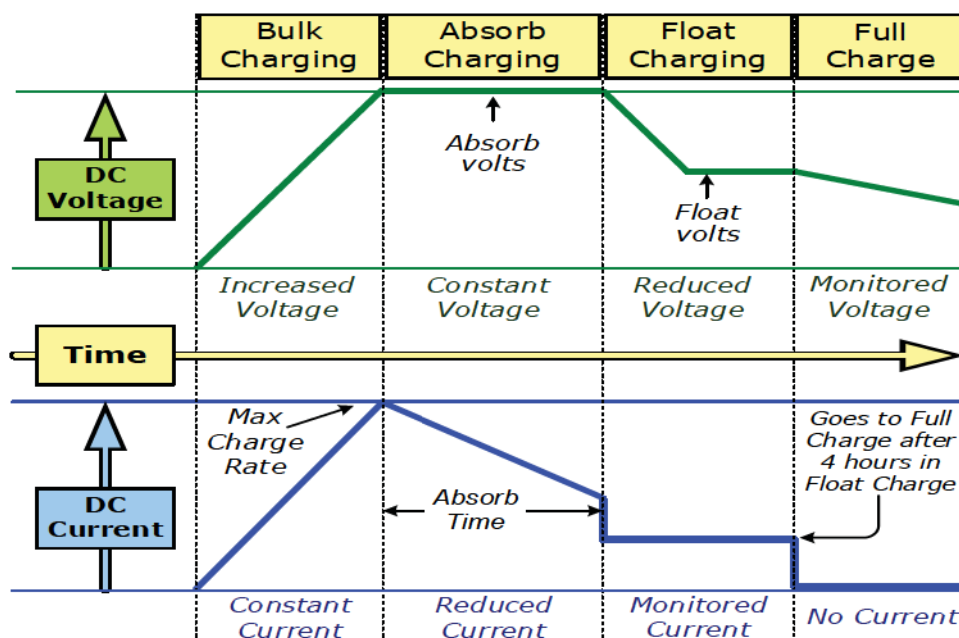 Bulk
Charging
Absorb
Charging
Float
Charging
Full
Charge
DC
Voltage
Absorb
volts
Float
volts
Increased
Voltage
Constant
Voltage
Reduced
Voltage
Monitored
Voltage
Time
DC
Current
Max
Charge
Rate
Absorb
Time
Goes to Full
Charge after
4 hours in
Float Charge
Constant
Current
Reduced
Current
Monitored
Current
No Current